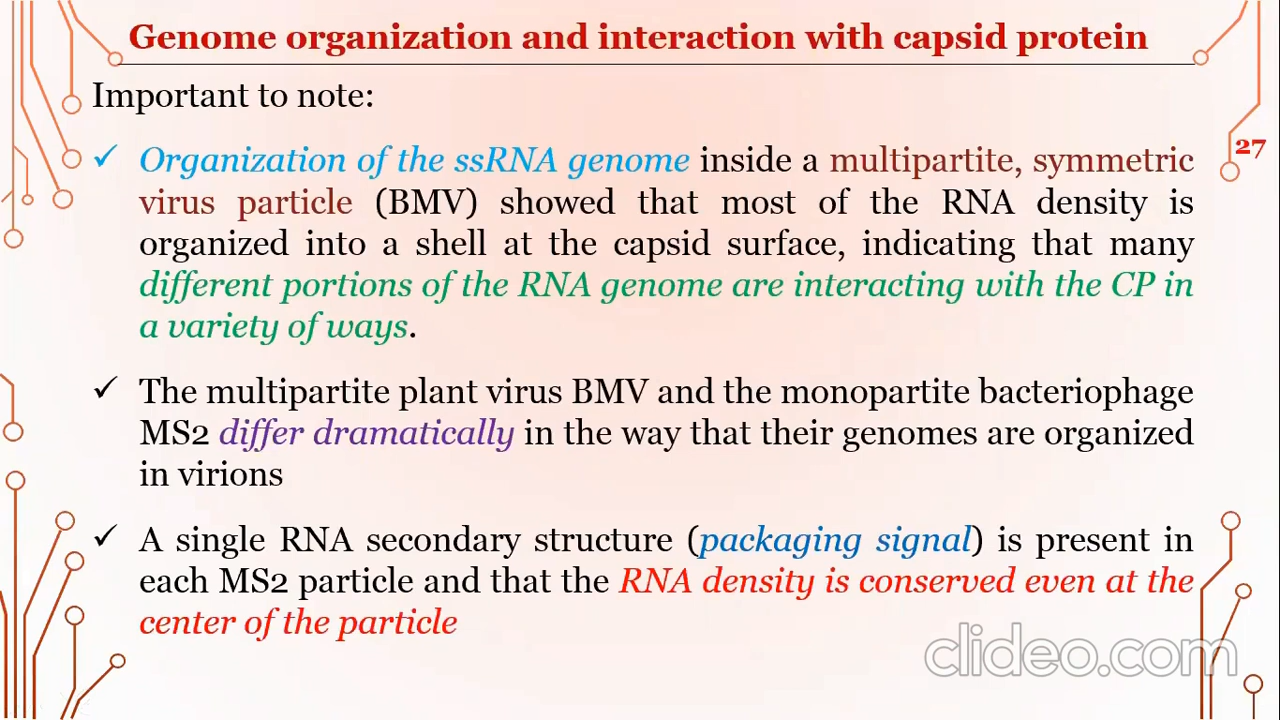 Genome organization and interaction with capsid protein
Important to note:
27
✓ Organization of the ssRNA genome inside a multipartite, symmetric
virus particle (BMV) showed that most of the RNA density is
organized into a shell at the capsid surface, indicating that many
different portions of the RNA genome are interacting with the CP in
a variety of ways.
✓ The multipartite plant virus BMV and the monopartite bacteriophage
MS2 differ dramatically in the way that their genomes are organized
in virions
✓ A single RNA secondary structure (packaging signal) is present in
each MS2 particle and that the RNA density is conserved even at the
center of the particle
clideo.com